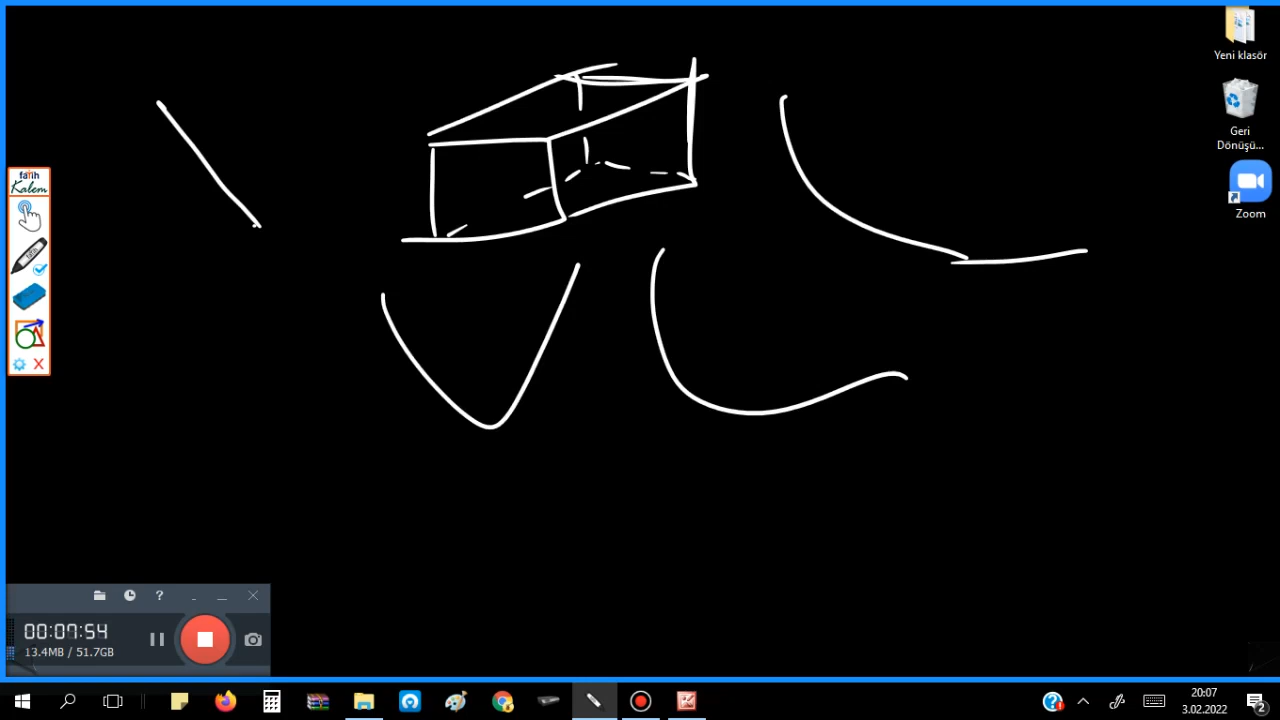 Yeni klasör
Geri
Dönüşü...
Zoom
fatih
Kalem
?
00:07:54
13.4MB / 51.7GB
20:07
3.02.2022
2